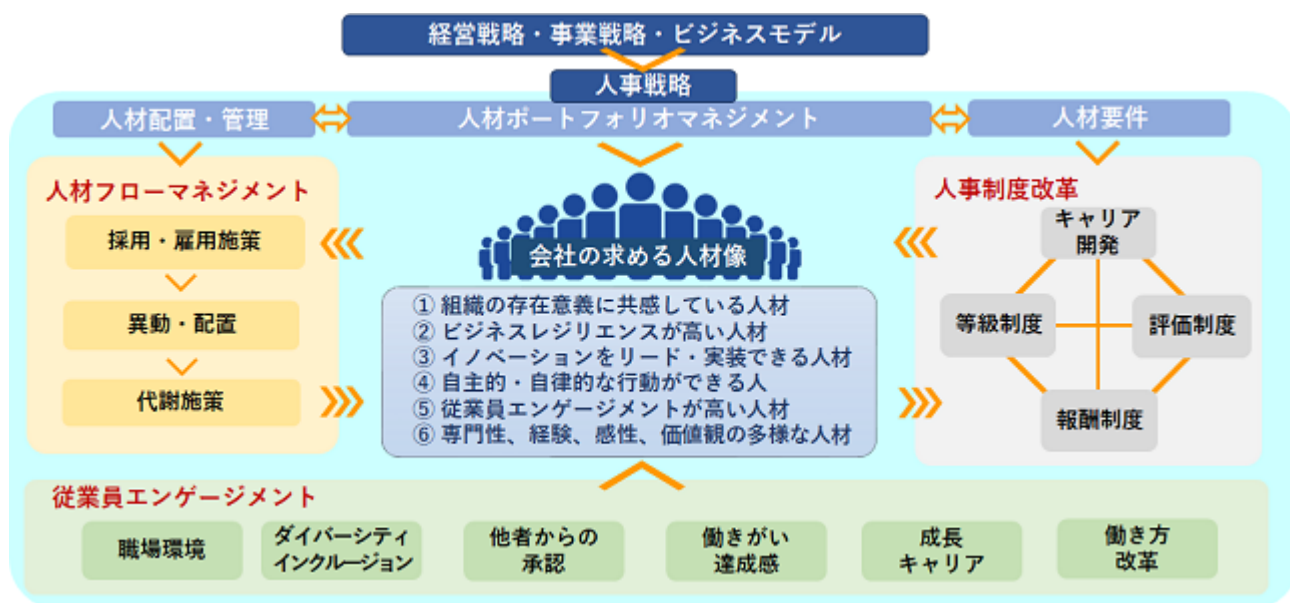 経営戦略・事業戦略・ビジネスモデル
人事戦略
人材配置・管理
人材ポートフォリオマネジメント
人材要件
人材フローマネジメント
採用・雇用施策
異動・配置
代謝施策
会社の求める人材像
① 組織の存在意義に共感している人材
② ビジネスレジリエンスが高い人材
③ イノベーションをリード・実装できる人材
④ 自主的・自律的な行動ができる人
⑤ 従業員エンゲージメントが高い人材
⑥ 専門性、経験、感性、価値観の多様な人材
人事制度改革
キャリア
開発
等級制度
評価制度
報酬制度
従業員エンゲージメント
職場環境
ダイバーシティ
インクルージョン
他者からの
承認
働きがい
達成感
成長
キャリア
働き方
改革